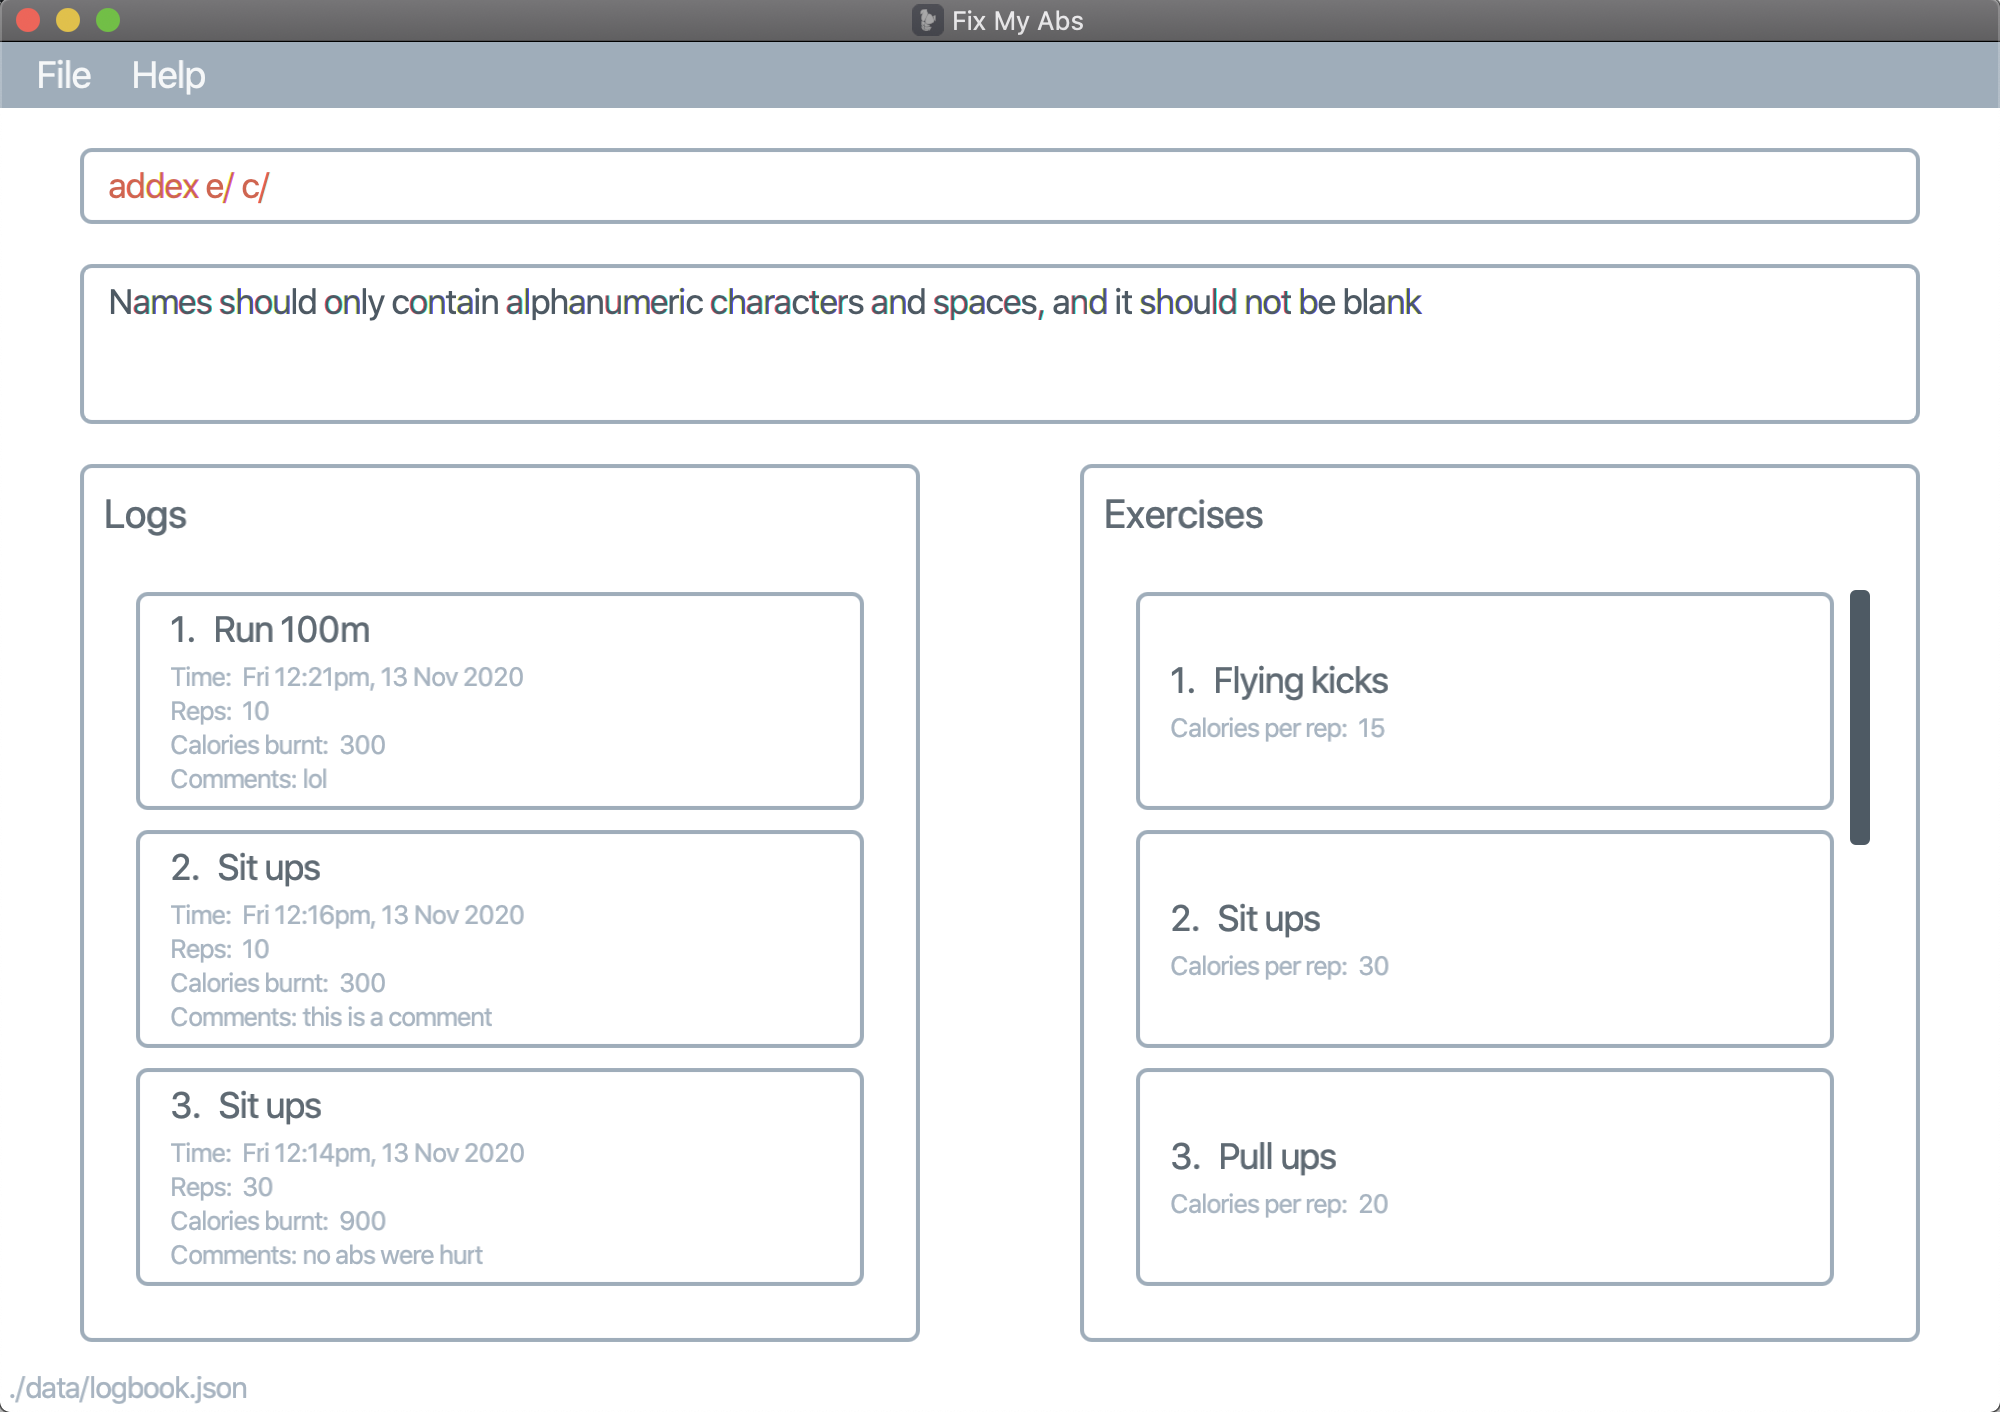 Fix My Abs
File Help
addex e/ c/
Names should only contain alphanumeric characters and spaces, and it should not be blank
Logs
1. Run 100m
Time: Fri 12:21pm, 13 Nov 2020
Reps: 10
Calories burnt: 300
Comments: lol
2. Sit ups
Time: Fri 12:16pm, 13 Nov 2020
Reps: 10
Calories burnt: 300
Comments: this is a comment
3. Sit ups
Time: Fri 12:14pm, 13 Nov 2020
Reps: 30
Calories burnt: 900
Comments: no abs were hurt
Exercises
1. Flying kicks
Calories per rep: 15
2. Sit ups
Calories per rep: 30
3. Pull ups
Calories per rep: 20
./data/logbook.json